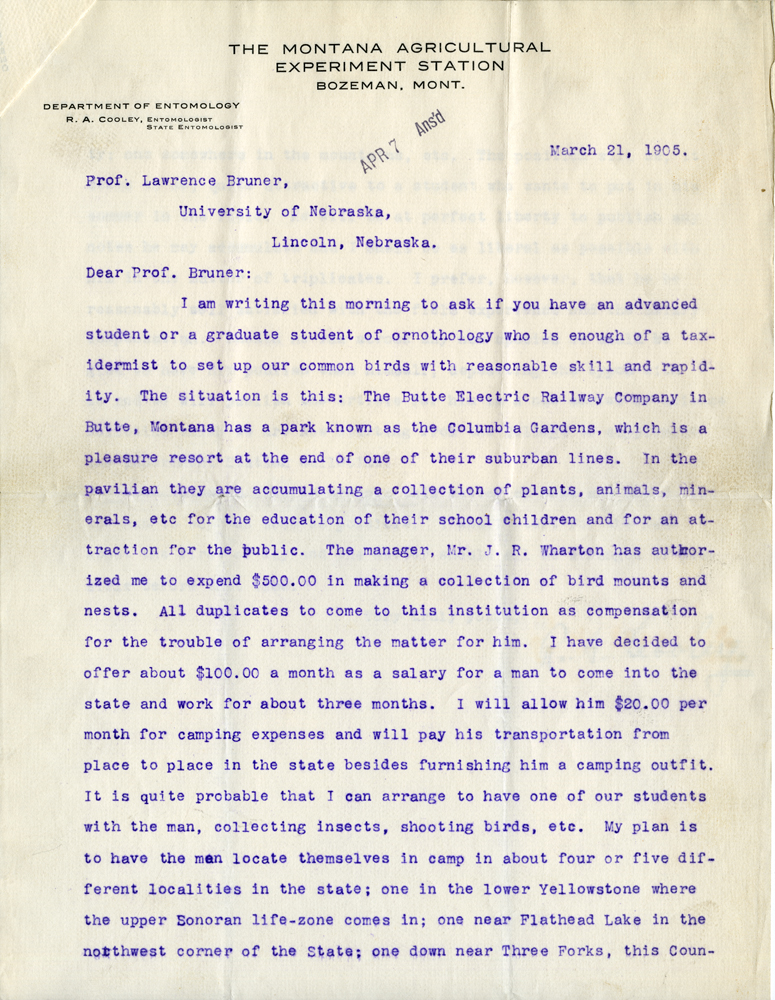 THE MONTANA AGRICULTURAL
EXPERIMENT STATION
BOZEMAN, MONT.
DEPARTMENT OF ENTOMOLOGY
R. A. COOLEY, ENTOMOLOGIST
STATE ENTOMOLOGIST
APR 7 Ans'd
March 21, 1905.
Prof. Lawrence Bruner,
University of Nebraska,
Lincoln, Nebraska.
Dear Prof. Bruner:
I am writing this morning to ask if you have an advanced
student or a graduate student of ornothology who is enough of a tax-
idermist to set up our common birds with reasonable skill and rapid-
ity. The situation is this: The Butte Electric Railway Company in
Butte, Montana has a park known as the Columbia Gardens, which is a
pleasure resort at the end of one of their suburban lines. In the
pavilian they are accumulating a collection of plants, animals, min-
erals, etc for the education of their school children and for an at-
traction for the public. The manager, Mr. J. R. Wharton has author-
ized me to expend $500.00 in making a collection of bird mounts and
nests. All duplicates to come to this institution as compensation
for the trouble of arranging the matter for him. I have decided to
offer about $100.00 a month as a salary for a man to come into the
state and work for about three months. I will allow him $20.00 per
month for camping expenses and will pay his transportation from
place to place in the state besides furnishing him a camping outfit.
It is quite probable that I can arrange to have one of our students
with the man, collecting insects, shooting birds, etc. My plan is
to have the men locate themselves in camp in about four or five dif-
ferent localities in the state; one in the lower Yellowstone where
the upper Sonoran life-zone comes in; one near Flathead Lake in the
northwest corner of the State; one down near Three Forks, this Coun-